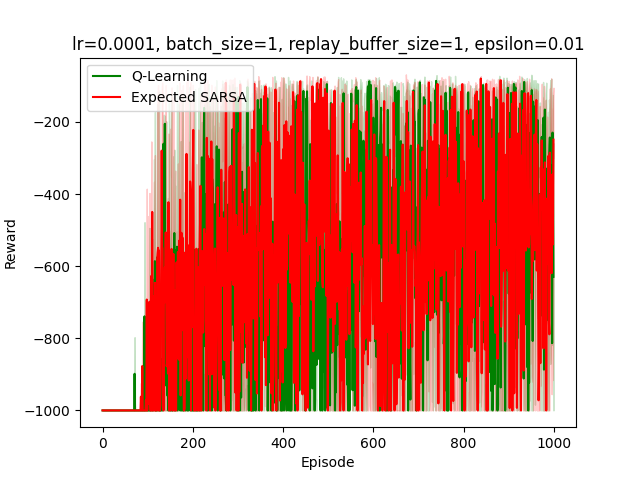 lr=0.0001, batch_size=1, replay_buffer_size=1, epsilon=0.01
Q-Learning
Expected SARSA
−200
−400
−600
−800
−1000
Reward
0 200 400 600 800 1000
Episode